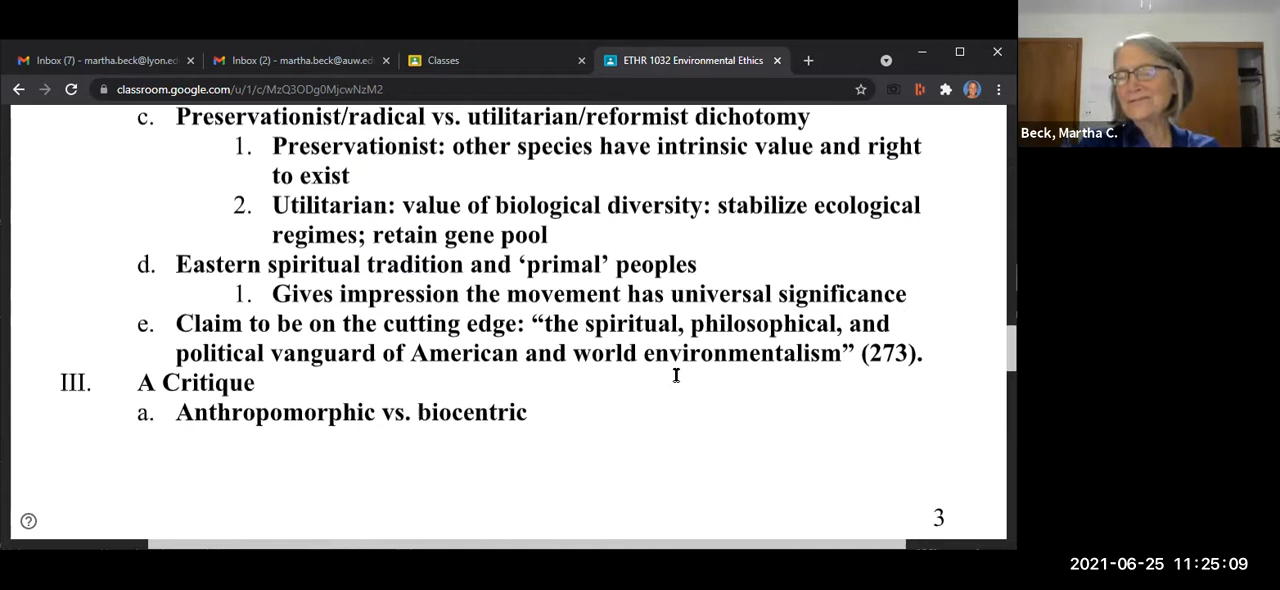 Inbox (7) - martha.beck@lyon.ed
Inbox (2) - martha.beck@auw.ed
Classes
ETHR 1032 Environmental Ethics
classroom.google.com/u/1/c/MzQ3ODg0MjcwNzM2
Beck, Martha C.
c. Preservationist/radical vs. utilitarian/reformist dichotomy
1. Preservationist: other species have intrinsic value and right
to exist
2. Utilitarian: value of biological diversity: stabilize ecological
regimes; retain gene pool
d. Eastern spiritual tradition and ‘primal’ peoples
1. Gives impression the movement has universal significance
e. Claim to be on the cutting edge: “the spiritual, philosophical, and
political vanguard of American and world environmentalism” (273).
III. A Critique
a. Anthropomorphic vs. biocentric
3
2021-06-25 11:25:09